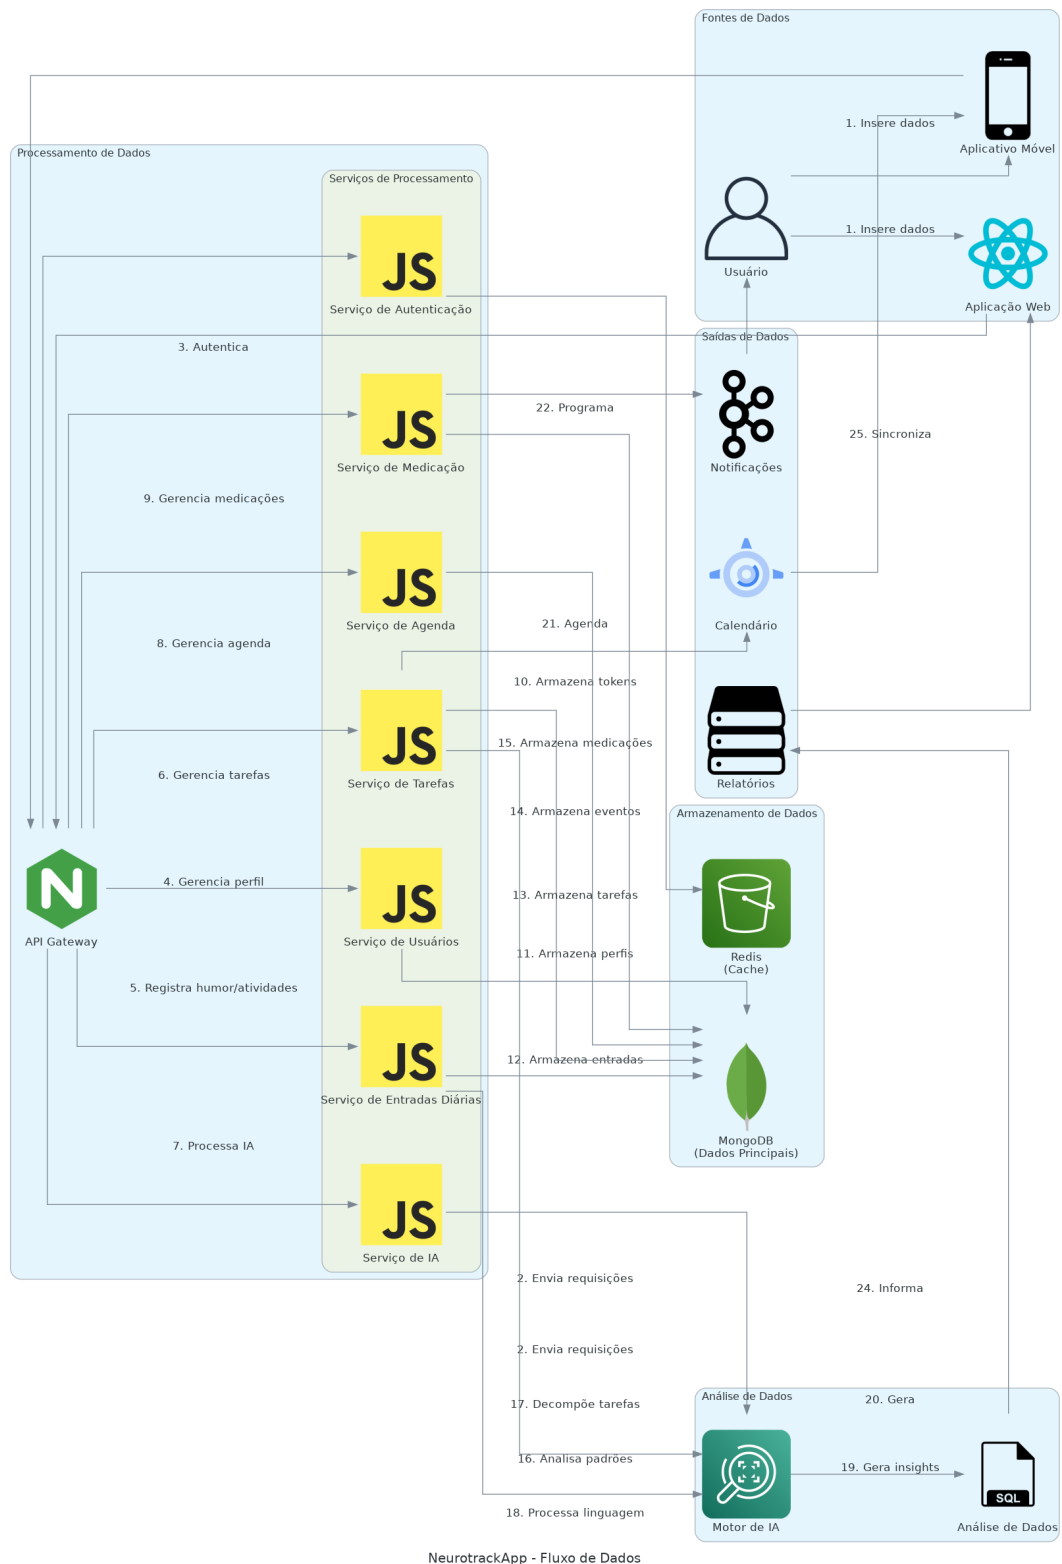 Fontes de Dados
1. Insere dados
Aplicativo Móvel
Processamento de Dados
Serviços de Processamento
1. Insere dados
Usuário
JS
Serviço de Autenticação
Aplicação Web
3. Autentica
Saídas de Dados
22. Programa
25. Sincroniza
JS
Serviço de Medicação
Notificações
9. Gerencia medicações
JS
Serviço de Agenda
21. Agenda
Calendário
8. Gerencia agenda
10. Armazena tokens
15. Armazena medicações
6. Gerencia tarefas
JS
Serviço de Tarefas
Relatórios
14. Armazena eventos
Armazenamento de Dados
N
4. Gerencia perfil
13. Armazena tarefas
JS
API Gateway
Serviço de Usuários
11. Armazena perfis
Redis
(Cache)
5. Registra humor/atividades
JS
12. Armazena entradas
Serviço de Entradas Diárias
7. Processa IA
MongoDB
(Dados Principais)
JS
Serviço de IA
2. Envia requisições
24. Informa
2. Envia requisições
Análise de Dados
20. Gera
17. Decompõe tarefas
16. Analisa padrões
19. Gera insights
SQL
18. Processa linguagem
Motor de IA
Análise de Dados
NeurotrackApp - Fluxo de Dados